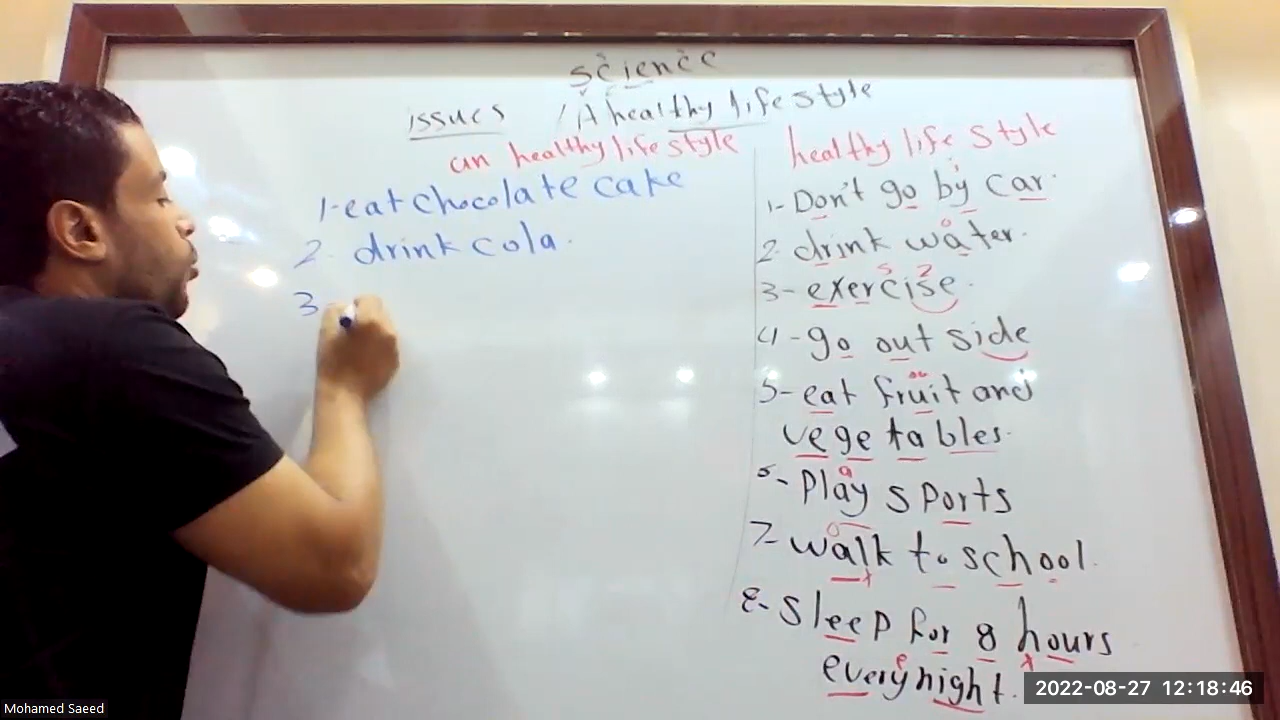 science
issues / A healthy life style
un healthy life style
1- eat chocolate cake
2- drink cola.
3
healthy life style
1- Don't go by car.
2- drink water.
3- exercise.
4- go out side
5- eat fruit and
vegetables.
6- Play sports
7- walk to school.
8- Sleep for 8 hours
every night.
2022-08-27 12:18:46
Mohamed Saeed